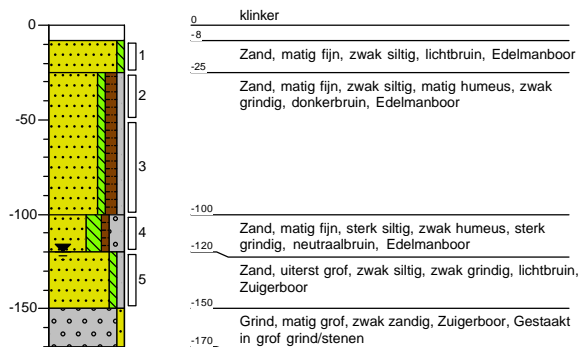 0
0
klinker
-8
Zand, matig fijn, zwak siltig, lichtbruin, Edelmanboor
1
-25
Zand, matig fijn, zwak siltig, matig humeus, zwak
grindig, donkerbruin, Edelmanboor
2
-50
3
-100
-100
Zand, matig fijn, sterk siltig, zwak humeus, sterk
grindig, neutraalbruin, Edelmanboor
4
-120
Zand, uiterst grof, zwak siltig, zwak grindig, lichtbruin,
Zuigerboor
5
-150
-150
Grind, matig grof, zwak zandig, Zuigerboor, Gestaakt
in grof grind/stenen
-170